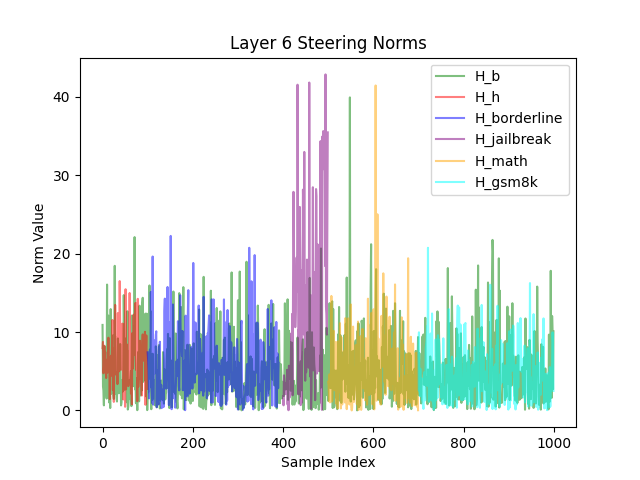 Layer 6 Steering Norms
H_b
H_h
H_borderline
H_jailbreak
H_math
H_gsm8k
40
30
20
10
0
Norm Value
0
200
400
600
800
1000
Sample Index